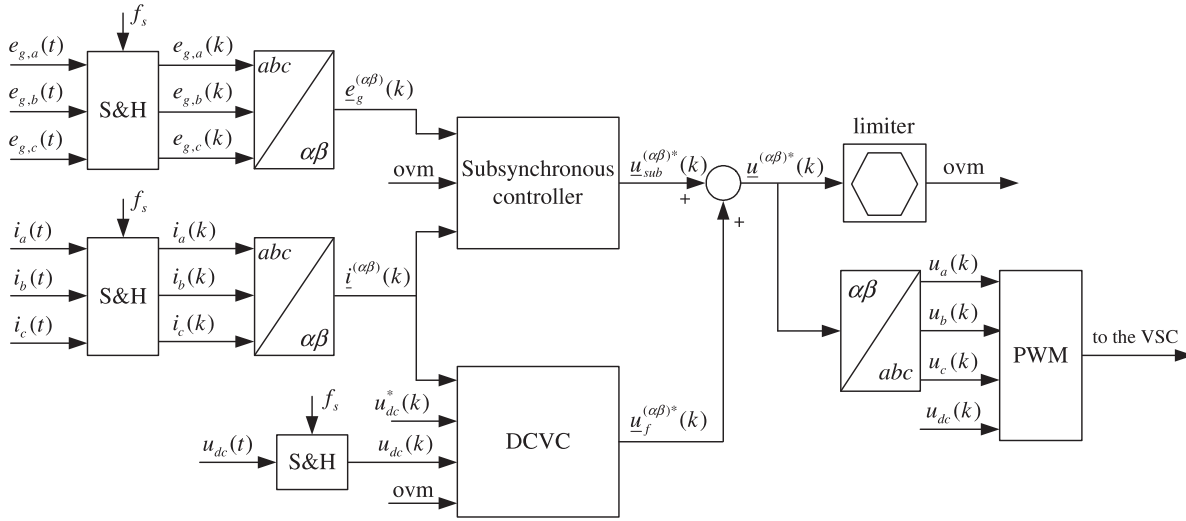 f_s
e_{g,a}(t)
e_{g,b}(t)
e_{g,c}(t)
S&H
e_{g,a}(k)
e_{g,b}(k)
e_{g,c}(k)
abc
αβ
e_g^{(αβ)}(k)
f_s
i_a(t)
i_b(t)
i_c(t)
S&H
i_a(k)
i_b(k)
i_c(k)
abc
αβ
i^{(αβ)}(k)
ovm
Subsynchronous
controller
u_{sub}^{(αβ)*}(k)
+
+
u^{(αβ)*}(k)
limiter
ovm
f_s
u_{dc}(t)
S&H
u_{dc}^*(k)
u_{dc}(k)
ovm
DCVC
u_f^{(αβ)*}(k)
αβ
abc
u_a(k)
u_b(k)
u_c(k)
u_{dc}(k)
PWM
to the VSC